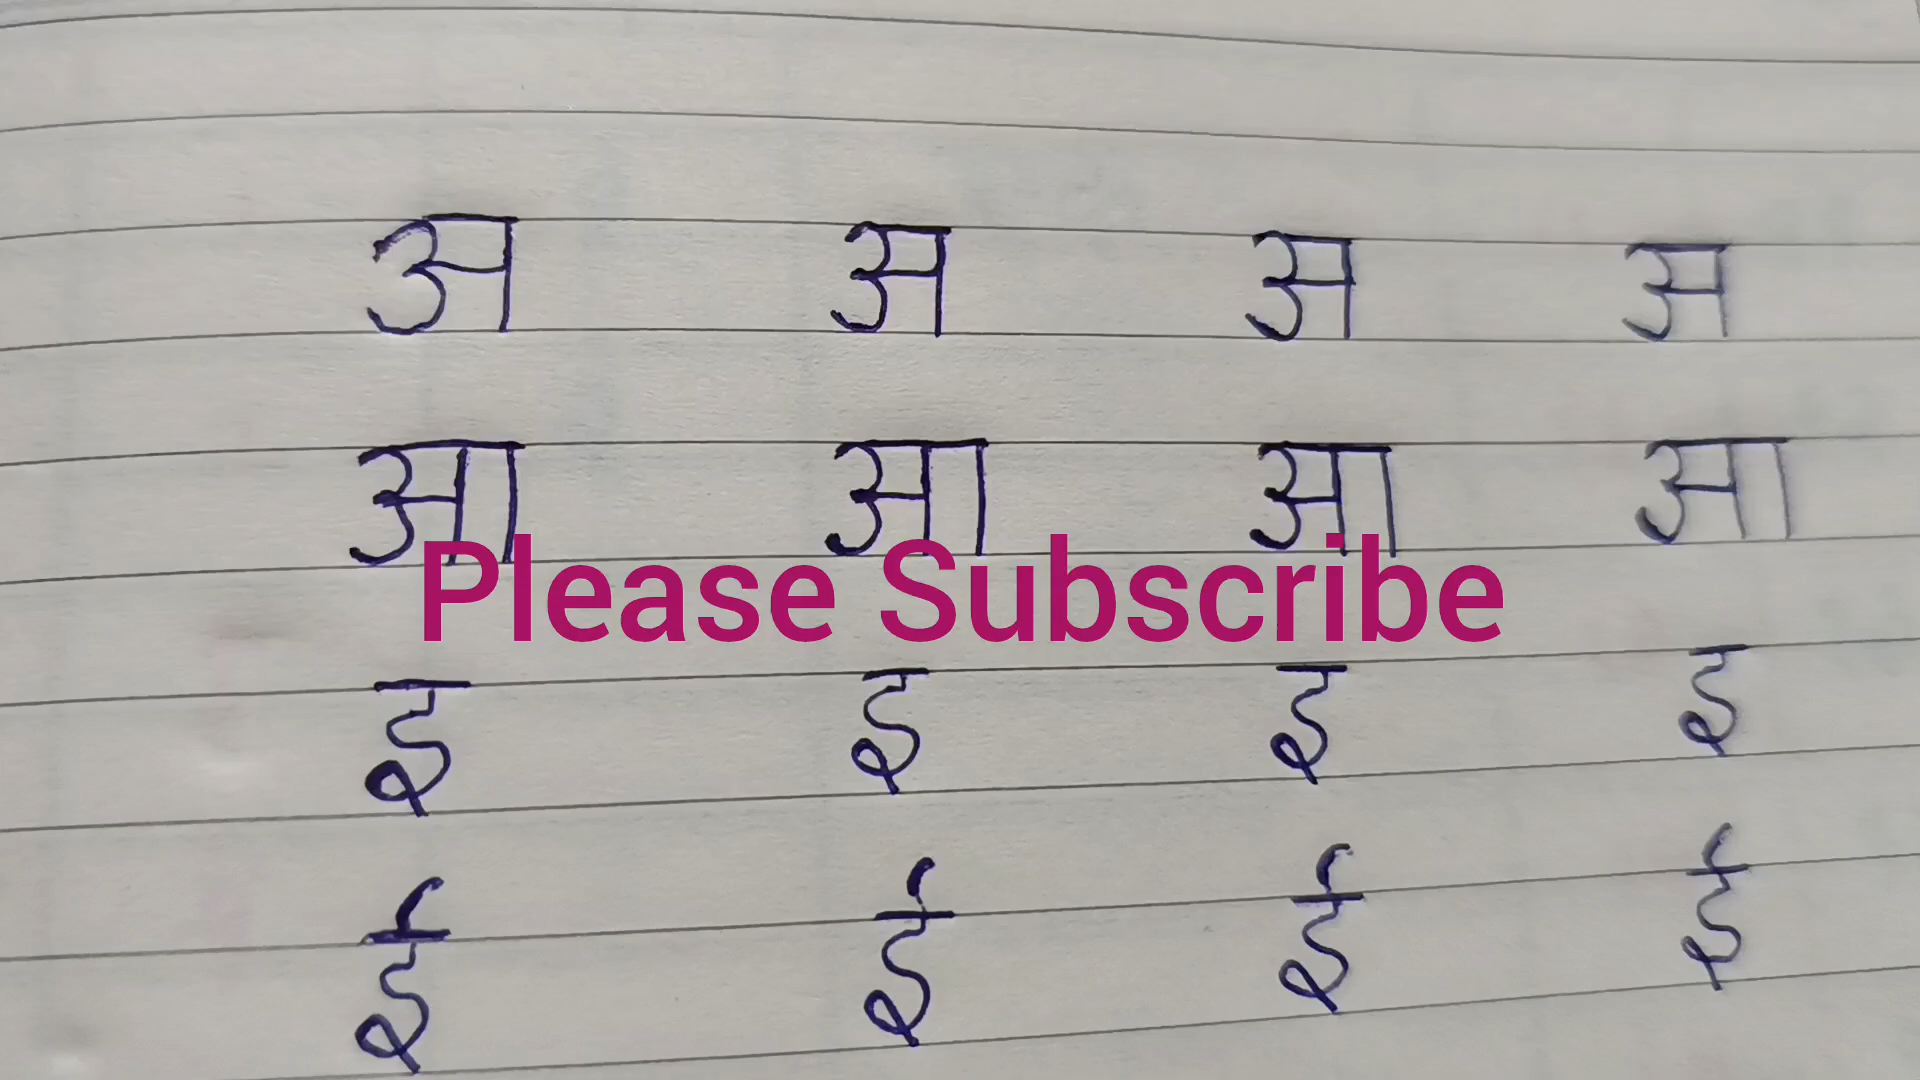 अ अ अ अ
आ आ आ आ
Please Subscribe
इ इ इ इ
ई ई ई ई